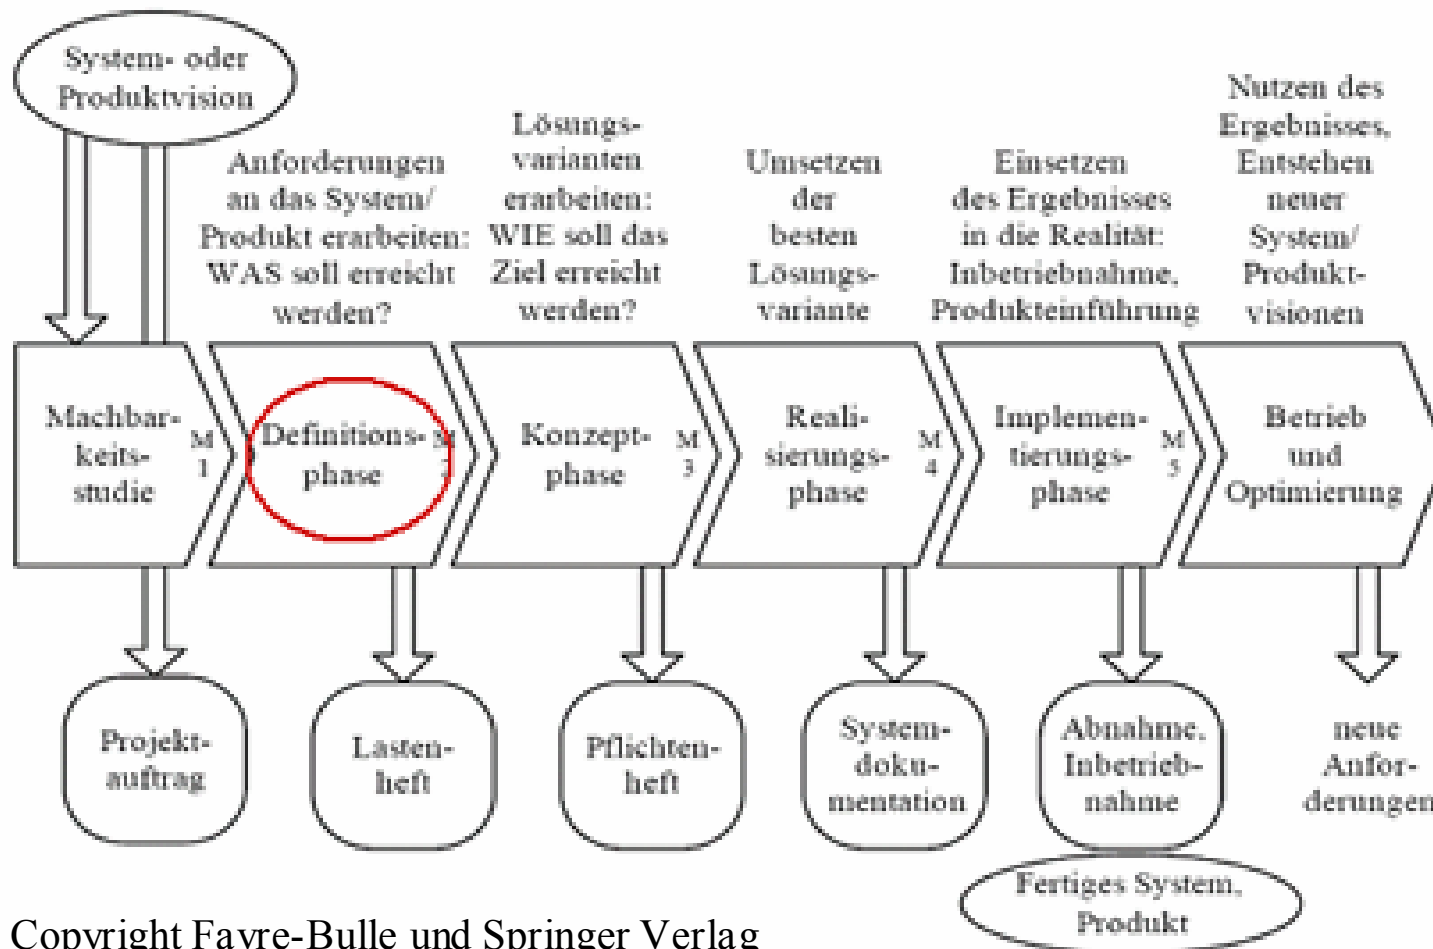 System- oder
Produktvision
Anforderungen
an das System/
Produkt erarbeiten:
WAS soll erreicht
werden?
Lösungs-
varianten
erarbeiten:
WIE soll das
Ziel erreicht
werden?
Umsetzen
der
besten
Lösungs-
variante
Einsetzen
des Ergebnisses
in die Realität:
Inbetriebnahme,
Produkteinführung
Nutzen des
Ergebnisses,
Entstehen
neuer
System/
Produkt-
visionen
Machbar-
keits-
studie
M
1
Definitions-
phase
M
2
Konzept-
phase
M
3
Reali-
sierungs-
phase
M
4
Implemen-
tierungs-
phase
M
5
Betrieb
und
Optimierung
Projekt-
auftrag
Lasten-
heft
Pflichten-
heft
System-
doku-
mentation
Abnahme,
Inbetrieb-
nahme
neue
Anfor-
derungen
Fertiges System,
Produkt
Copyright Favre-Bulle und Springer Verlag